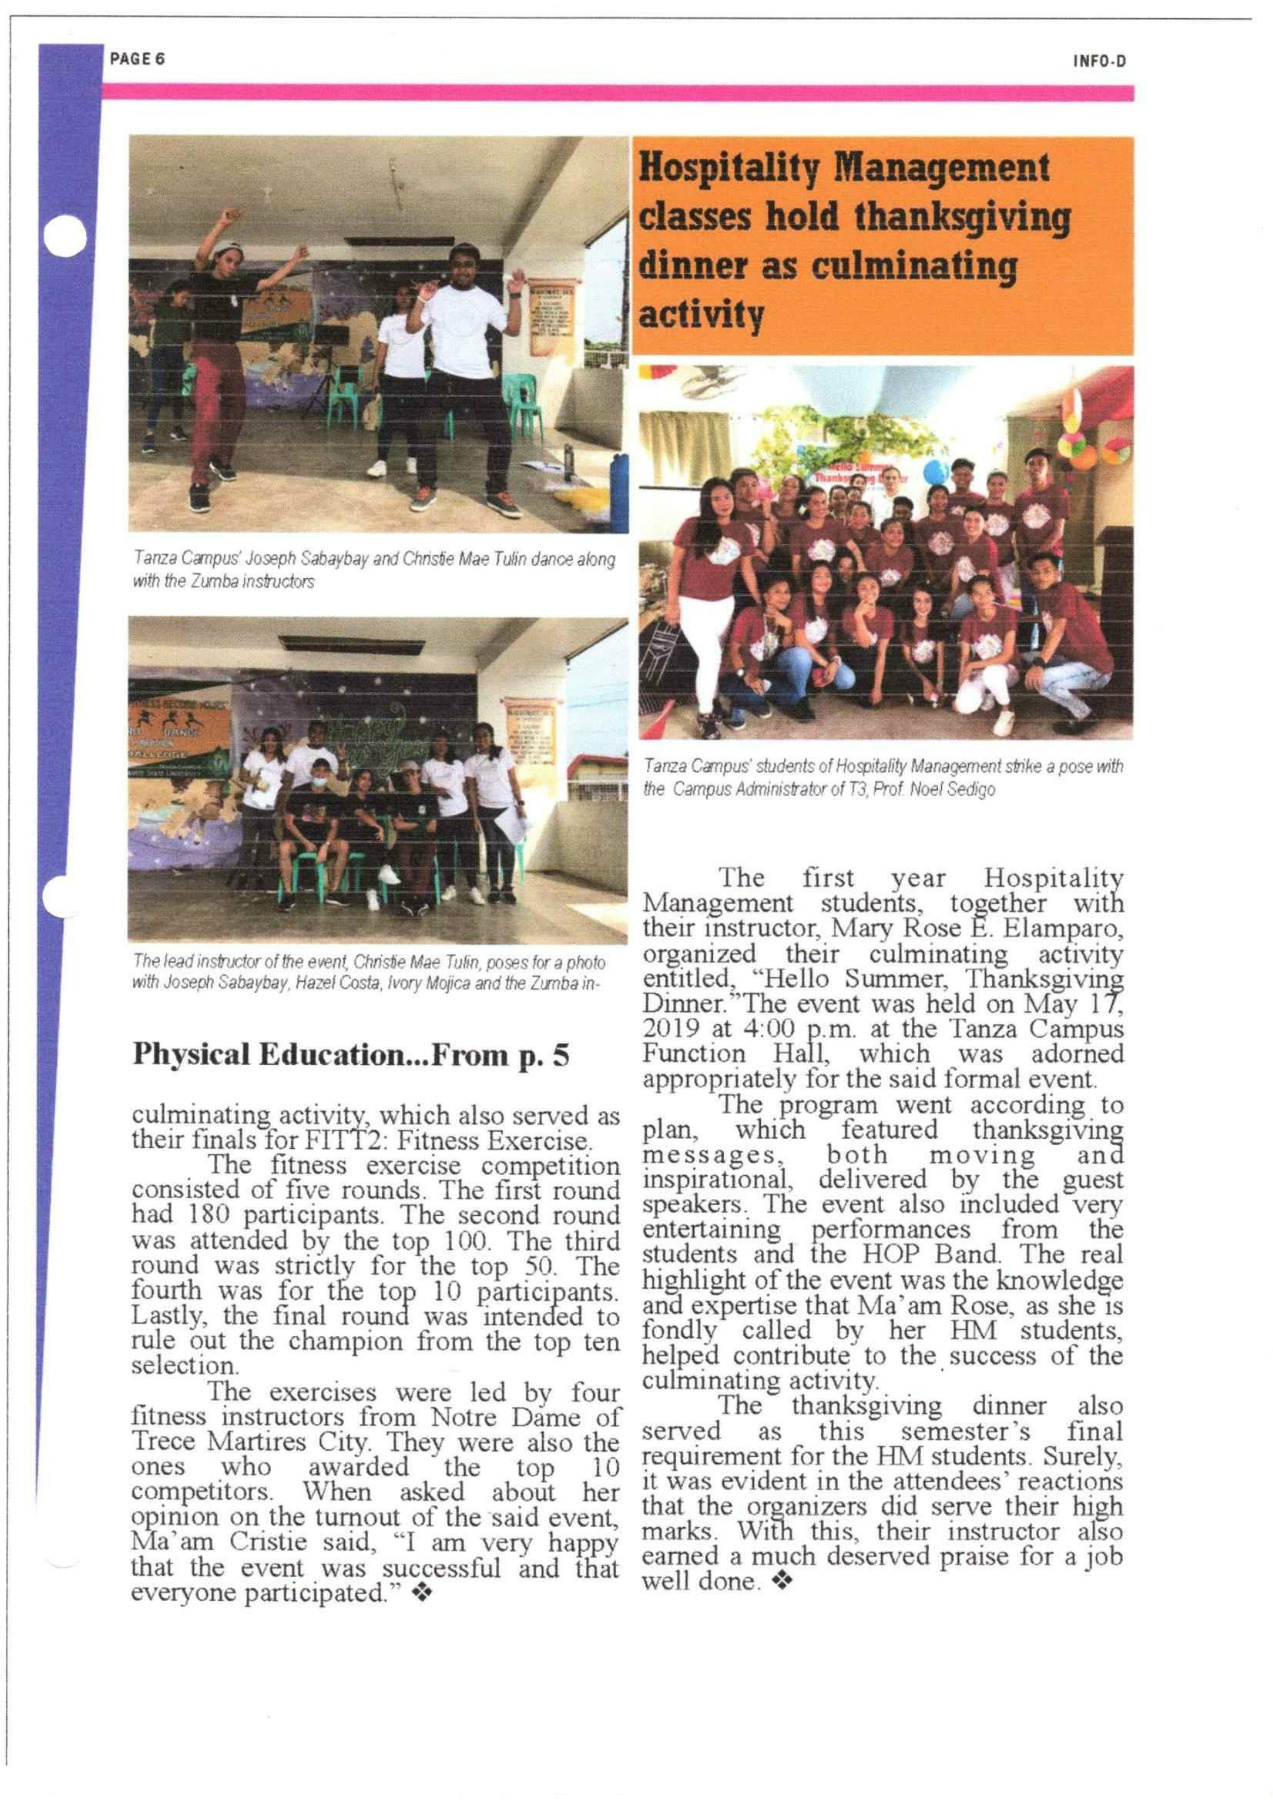 PAGE 6
INFO-D
Hospitality Management
classes hold thanksgiving
dinner as culminating
activity
Tanza Campus' Joseph Sabaybay and Christie Mae Tulin dance along
with the Zumba instructors
Hello Summer
Thanksgiving
DANCE
CHALLENGE
The lead instructor of the event, Christie Mae Tulin, poses for a photo
with Joseph Sabaybay, Hazel Costa, Ivory Mojica and the Zumba in-
Physical Education...From p. 5
culminating activity, which also served as
their finals for FITT2: Fitness Exercise.
The fitness exercise competition
consisted of five rounds. The first round
had 180 participants. The second round
was attended by the top 100. The third
round was strictly for the top 50. The
fourth was for the top 10 participants.
Lastly, the final round was intended to
rule out the champion from the top ten
selection.
The exercises were led by four
fitness instructors from Notre Dame of
Trece Martires City. They were also the
ones who awarded the top 10
competitors. When asked about her
opinion on the turnout of the said event,
Ma'am Cristie said, "I am very happy
that the event was successful and that
everyone participated." ❖
Tanza Campus' students of Hospitality Management strike a pose with
the Campus Administrator of T3, Prof. Noel Sedigo
The first year Hospitality
Management students, together with
their instructor, Mary Rose E. Elamparo,
organized their culminating activity
entitled, "Hello Summer, Thanksgiving
Dinner."The event was held on May 17,
2019 at 4:00 p.m. at the Tanza Campus
Function Hall, which was adorned
appropriately for the said formal event.
The program went according to
plan, which featured thanksgiving
messages, both moving and
inspirational, delivered by the guest
speakers. The event also included very
entertaining performances from the
students and the HOP Band. The real
highlight of the event was the knowledge
and expertise that Ma'am Rose, as she is
fondly called by her HM students,
helped contribute to the success of the
culminating activity.
The thanksgiving dinner also
served as this semester's final
requirement for the HM students. Surely,
it was evident in the attendees' reactions
that the organizers did serve their high
marks. With this, their instructor also
earned a much deserved praise for a job
well done. ❖